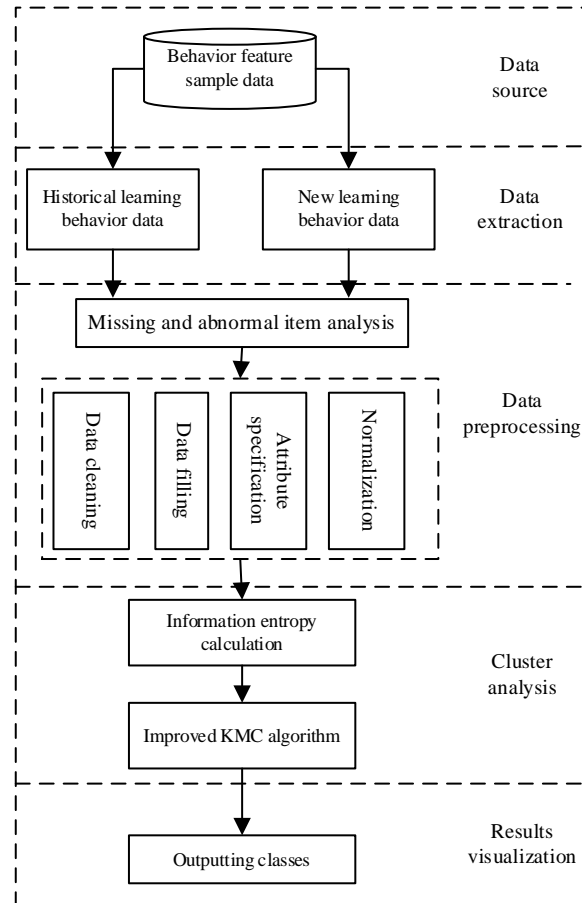 Behavior feature
sample data
Data
source
Historical learning
behavior data
New learning
behavior data
Data
extraction
Missing and abnormal item analysis
Data cleaning
Data filling
Attribute
specification
Normalization
Data
preprocessing
Information entropy
calculation
Improved KMC algorithm
Cluster
analysis
Outputting classes
Results
visualization